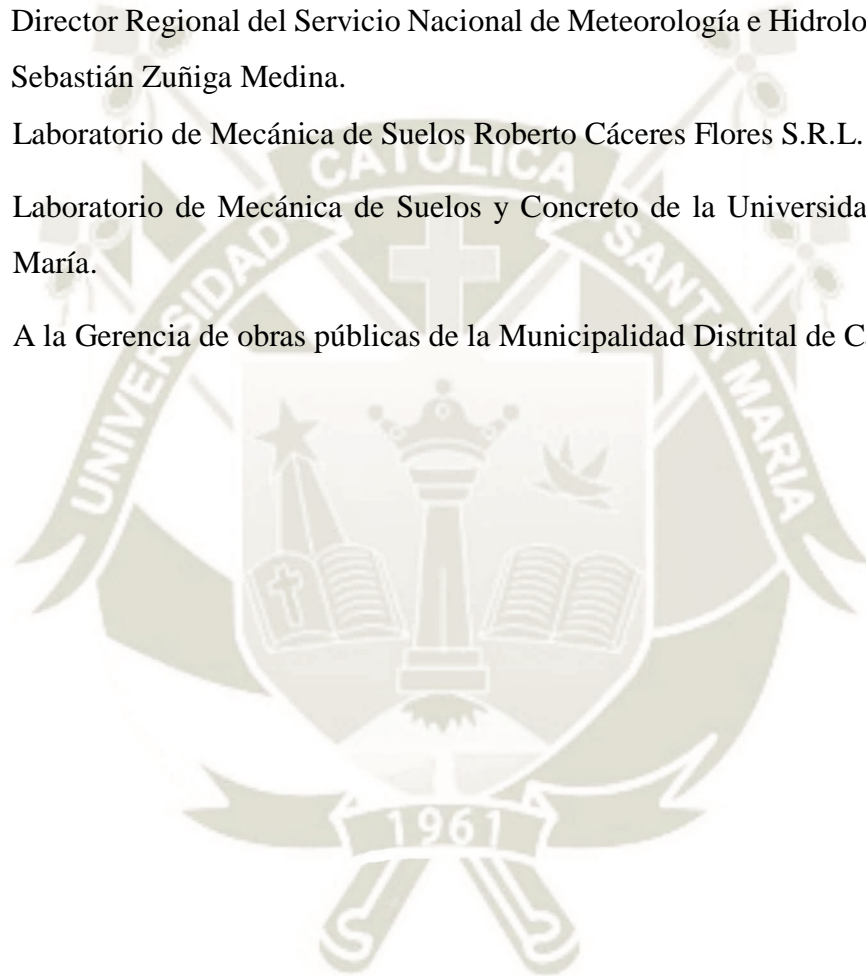 Director Regional del Servicio Nacional de Meteorología e Hidrolo
Sebastián Zuñiga Medina.
Laboratorio de Mecánica de Suelos Roberto Cáceres Flores S.R.L.
Laboratorio de Mecánica de Suelos y Concreto de la Universida
María.
A la Gerencia de obras públicas de la Municipalidad Distrital de C
UNIVERSIDAD CATOLICA SANTA MARIA
1961